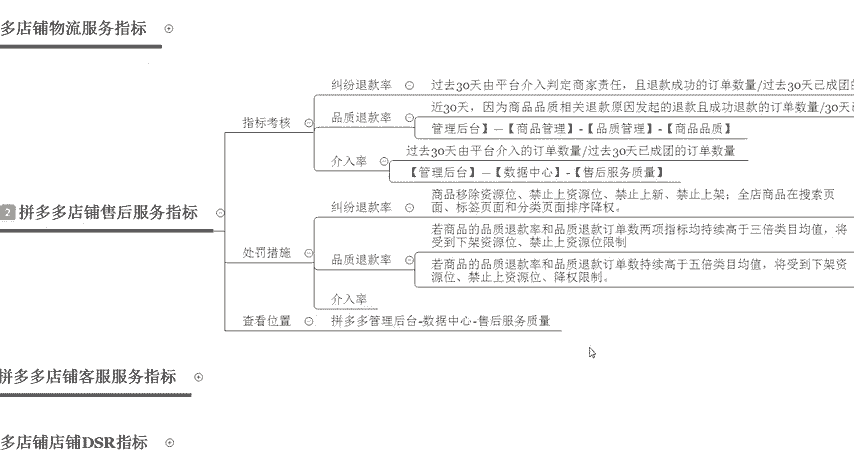 多店铺物流服务指标
纠纷退款率
过去30天由平台介入判定商家责任，且退款成功的订单数量/过去30天已成团的
指标考核
品质退款率
近30天，因为商品品质相关退款原因发起的退款且成功退款的订单数量/30天已
管理后台】—【商品管理】-【品质管理】-【商品品质】
介入率
过去30天由平台介入的订单数量/过去30天已成团的订单数量
【管理后台】—【数据中心】-【售后服务质量】
2 拼多多店铺售后服务指标
处罚措施
纠纷退款率
商品移除资源位、禁止上资源位、禁止上新、禁止上架；全店商品在搜索页
面、标签页面和分类页面排序降权。
品质退款率
若商品的品质退款率和品质退款订单数两项指标均持续高于三倍类目均值，将
受到下架资源位、禁止上资源位限制
若商品的品质退款率和品质退款订单数持续高于五倍类目均值，将受到下架资
源位、禁止上资源位、降权限制。
介入率
查看位置
拼多多管理后台-数据中心-售后服务质量
拼多多店铺客服服务指标
多店铺店铺DSR指标